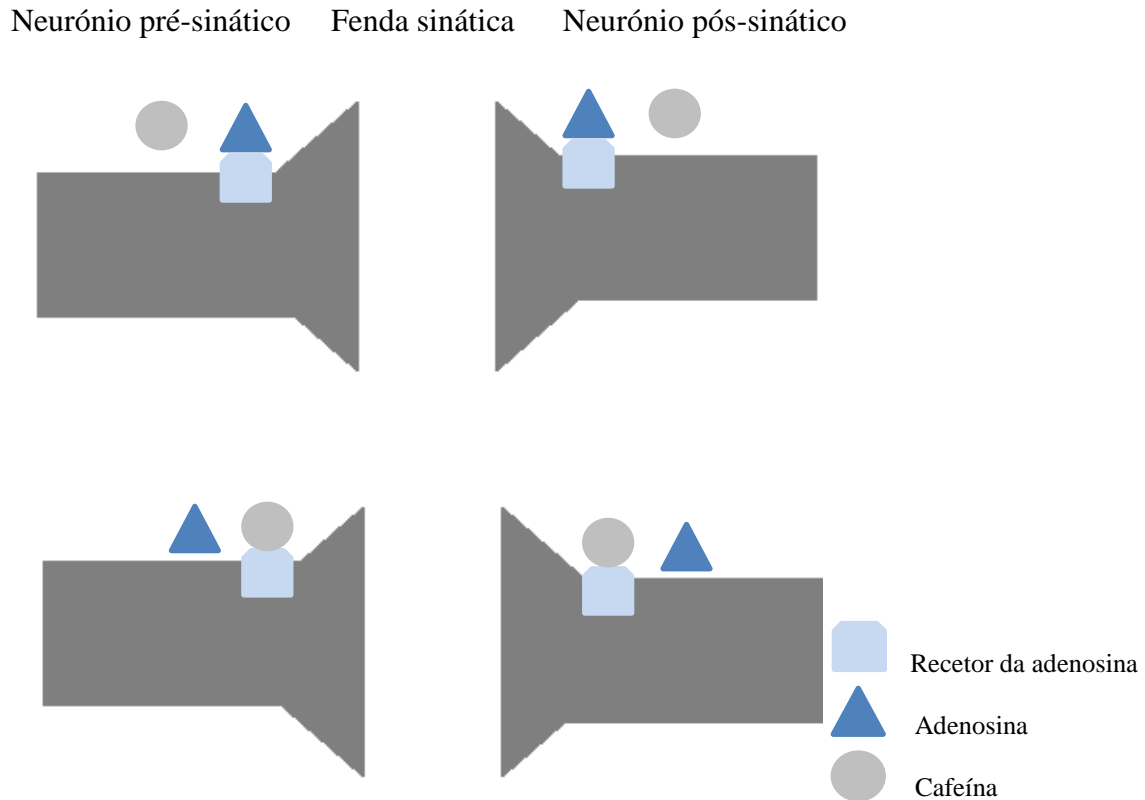 Neurónio pré-sinático Fenda sinática Neurónio pós-sinático
Recetor da adenosina
Adenosina
Cafeína